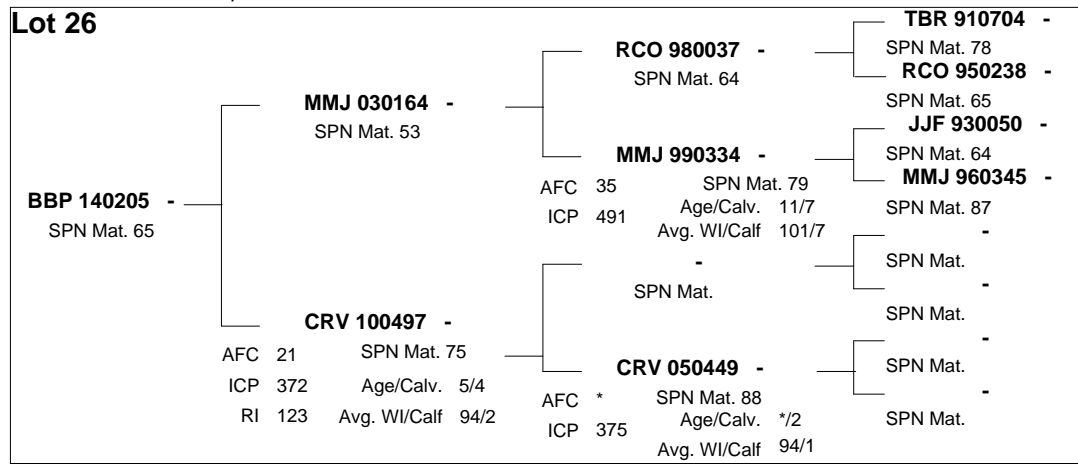 Lot 26
TBR 910704 -
RCO 980037 - SPN Mat. 78
SPN Mat. 64 RCO 950238 -
MMJ 030164 - SPN Mat. 65
SPN Mat. 53 JJF 930050 -
MMJ 990334 - SPN Mat. 64
AFC 35 SPN Mat. 79 MMJ 960345 -
BBP 140205 - ICP 491 Age/Calv. 11/7 SPN Mat. 87
SPN Mat. 65 Avg. WI/Calf 101/7
-
- SPN Mat.
SPN Mat. -
SPN Mat.
CRV 100497 -
AFC 21 SPN Mat. 75 -
ICP 372 Age/Calv. 5/4 CRV 050449 - SPN Mat.
RI 123 Avg. WI/Calf 94/2 AFC * SPN Mat. 88 -
ICP 375 Age/Calv. */2 SPN Mat.
Avg. WI/Calf 94/1